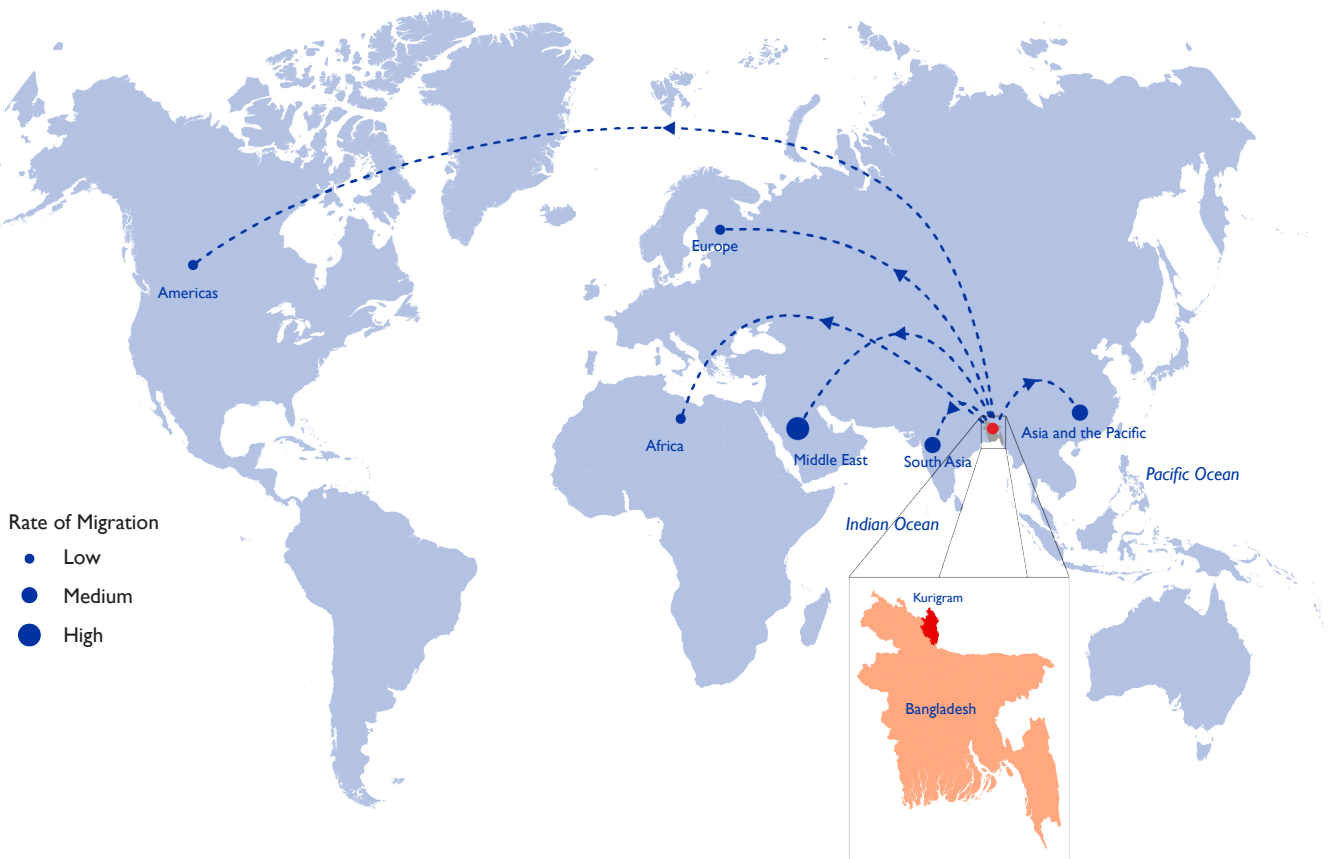 Europe
Americas
Asia and the Pacific
Africa
Middle East
South Asia
Pacific Ocean
Indian Ocean
Rate of Migration
Low
Medium
High
Kurigram
Bangladesh